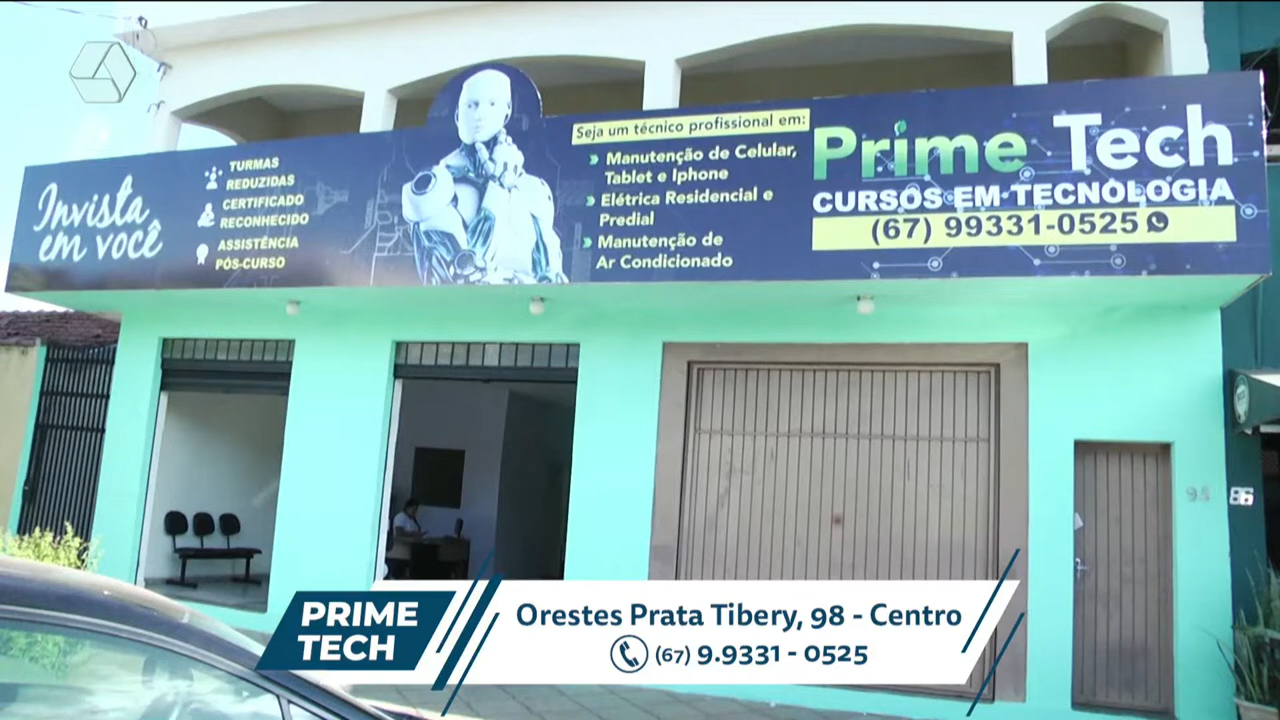 Invista
em você
TURMAS
REDUZIDAS
CERTIFICADO
RECONHECIDO
ASSISTÊNCIA
PÓS-CURSO
Seja um técnico profissional em:
» Manutenção de Celular,
Tablet e Iphone
» Elétrica Residencial e
Predial
» Manutenção de
Ar Condicionado
Prime Tech
CURSOS EM TECNOLOGIA
(67) 99331-0525
86
PRIME
TECH
Orestes Prata Tibery, 98 - Centro
(67) 9.9331 - 0525